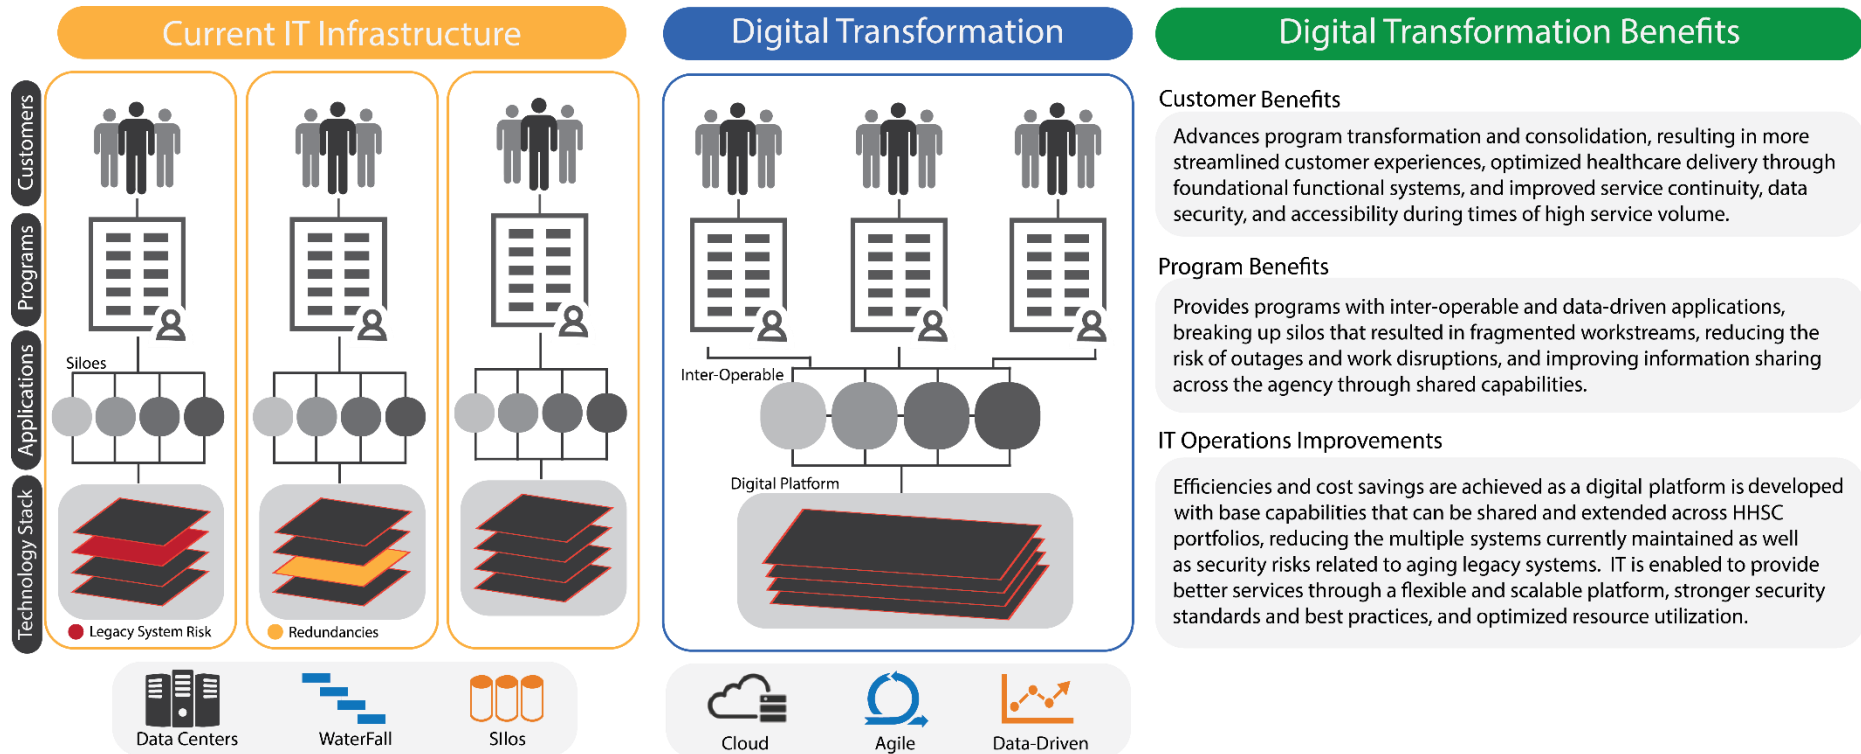 Current IT Infrastructure
Digital Transformation
Digital Transformation Benefits
Customers
Programs
Applications
Technology Stack
Siloes
Legacy System Risk
Redundancies
Data Centers
WaterFall
SIlos
Inter-Operable
Digital Platform
Cloud
Agile
Data-Driven
Customer Benefits
Advances program transformation and consolidation, resulting in more
streamlined customer experiences, optimized healthcare delivery through
foundational functional systems, and improved service continuity, data
security, and accessibility during times of high service volume.
Program Benefits
Provides programs with inter-operable and data-driven applications,
breaking up silos that resulted in fragmented workstreams, reducing the
risk of outages and work disruptions, and improving information sharing
across the agency through shared capabilities.
IT Operations Improvements
Efficiencies and cost savings are achieved as a digital platform is developed
with base capabilities that can be shared and extended across HHSC
portfolios, reducing the multiple systems currently maintained as well
as security risks related to aging legacy systems. IT is enabled to provide
better services through a flexible and scalable platform, stronger security
standards and best practices, and optimized resource utilization.